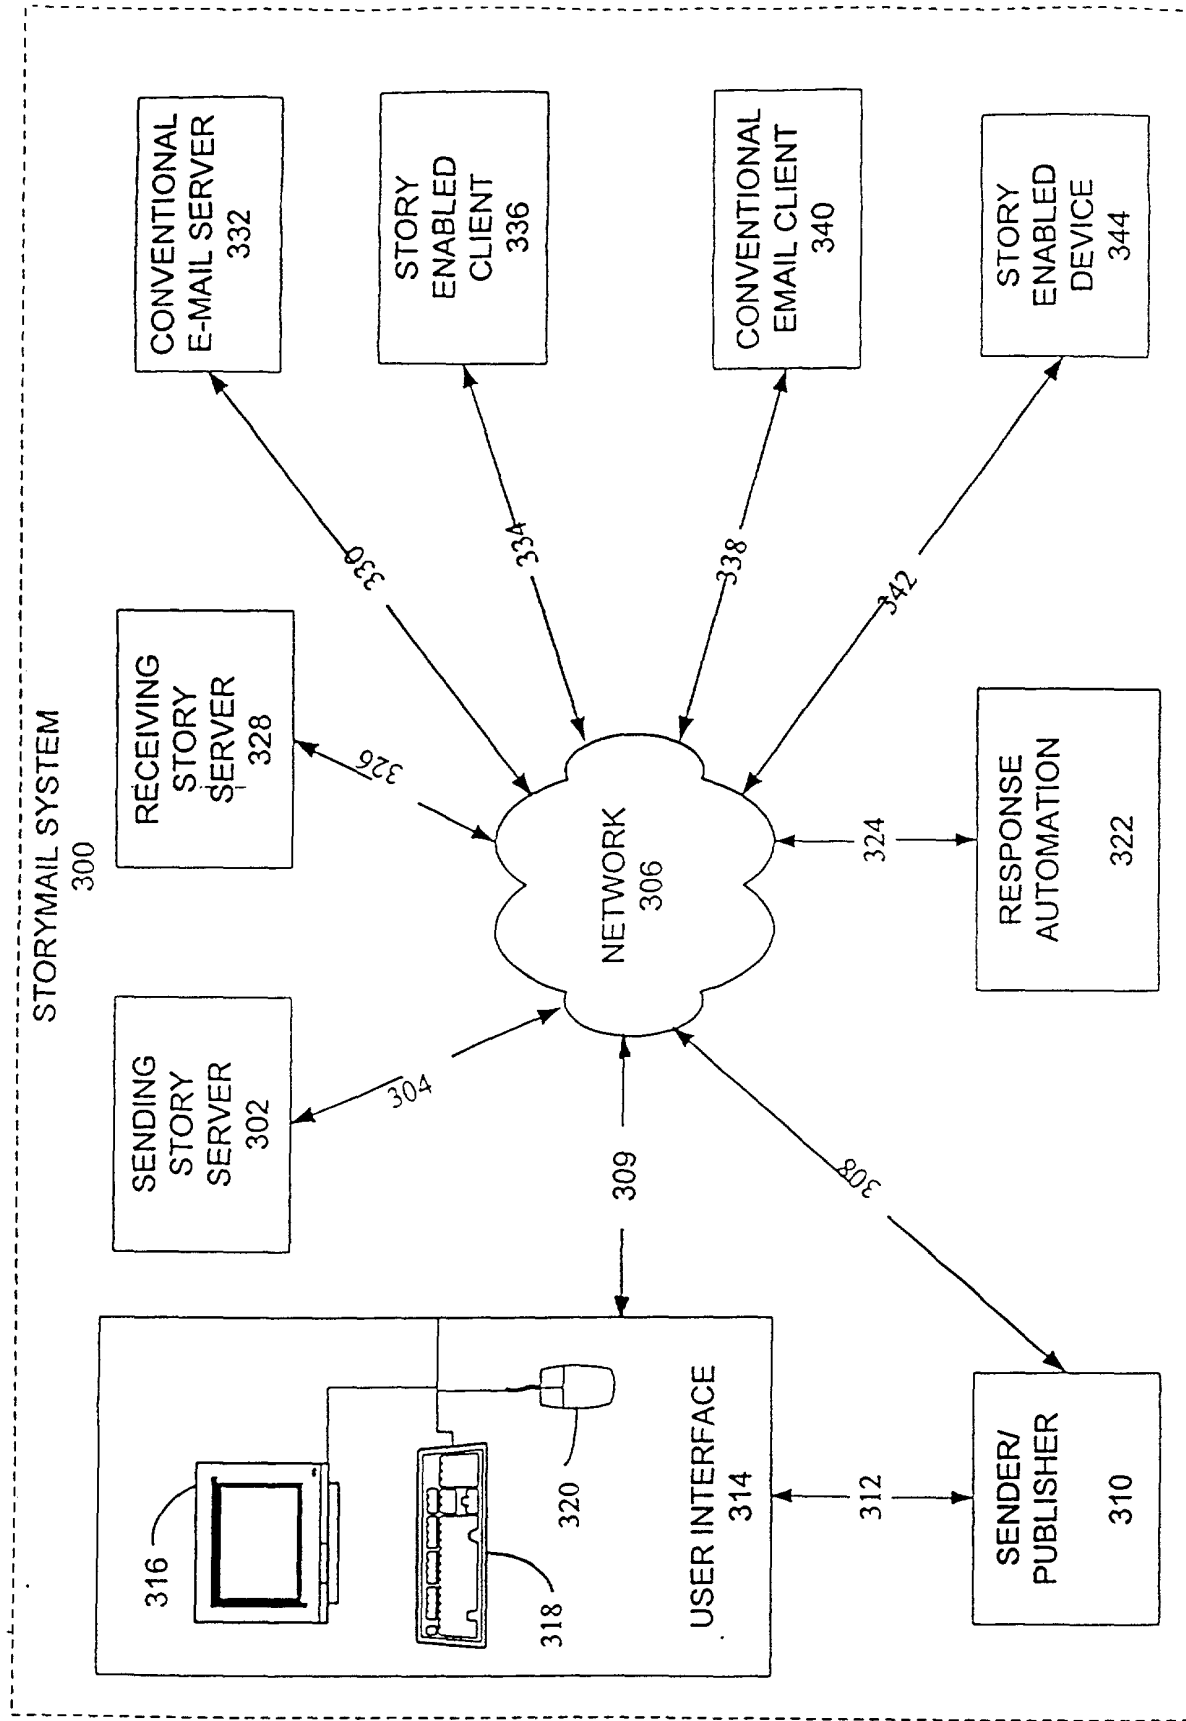 STORYMAIL SYSTEM
300
SENDING
STORY
SERVER
302
RECEIVING
STORY
SERVER
328
CONVENTIONAL
E-MAIL SERVER
332
STORY
ENABLED
CLIENT
336
CONVENTIONAL
EMAIL CLIENT
340
STORY
ENABLED
DEVICE
344
304
326
330
334
338
342
NETWORK
306
309
308
324
316
318
320
USER INTERFACE
314
312
SENDER/
PUBLISHER
310
RESPONSE
AUTOMATION
322